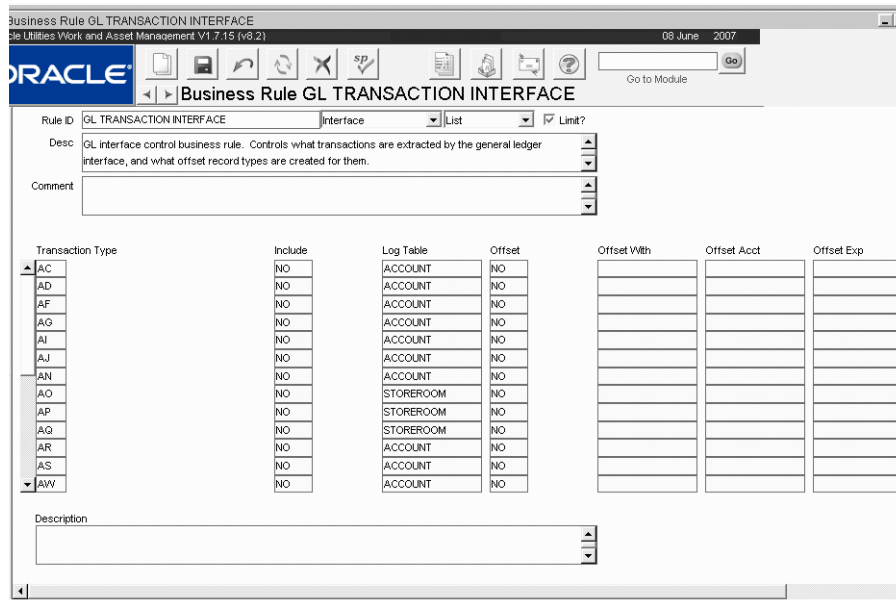 Business Rule GL TRANSACTION INTERFACE
cle Utilities Work and Asset Management V1.7.15 (v8.2) 08 June 2007
ORACLE
Go
Go to Module
Business Rule GL TRANSACTION INTERFACE
Rule ID GL TRANSACTION INTERFACE Interface List Limit?
Desc GL interface control business rule. Controls what transactions are extracted by the general ledger
interface, and what offset record types are created for them.
Comment
Transaction Type Include Log Table Offset Offset With Offset Acct Offset Exp
AC NO ACCOUNT NO
AD NO ACCOUNT NO
AF NO ACCOUNT NO
AG NO ACCOUNT NO
AI NO ACCOUNT NO
AJ NO ACCOUNT NO
AN NO ACCOUNT NO
AO NO STOREROOM NO
AP NO STOREROOM NO
AQ NO STOREROOM NO
AR NO ACCOUNT NO
AS NO ACCOUNT NO
AW NO ACCOUNT NO
Description